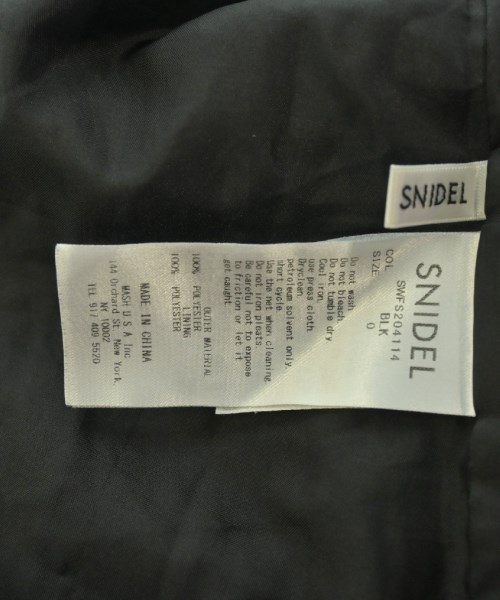 SNIDEL
SNIDEL
SWFS204114
COL BLK
SIZE 0
Do not wash.
Do not bleach.
Do not tumble dry
Cool iron.
use press cloth
Dryclean.
petroleum solvent only.
short cycle.
Use the net when cleaning
Do not iron pleats
Be careful not to expose
to friction or let it
get caught.
OUTER MATERIAL
100% POLYESTER
LINING
100% POLYESTER
MADE IN CHINA
MASH U S A Inc.
144 Orchard St. New York,
NY 10002
TEL 917 409 5520